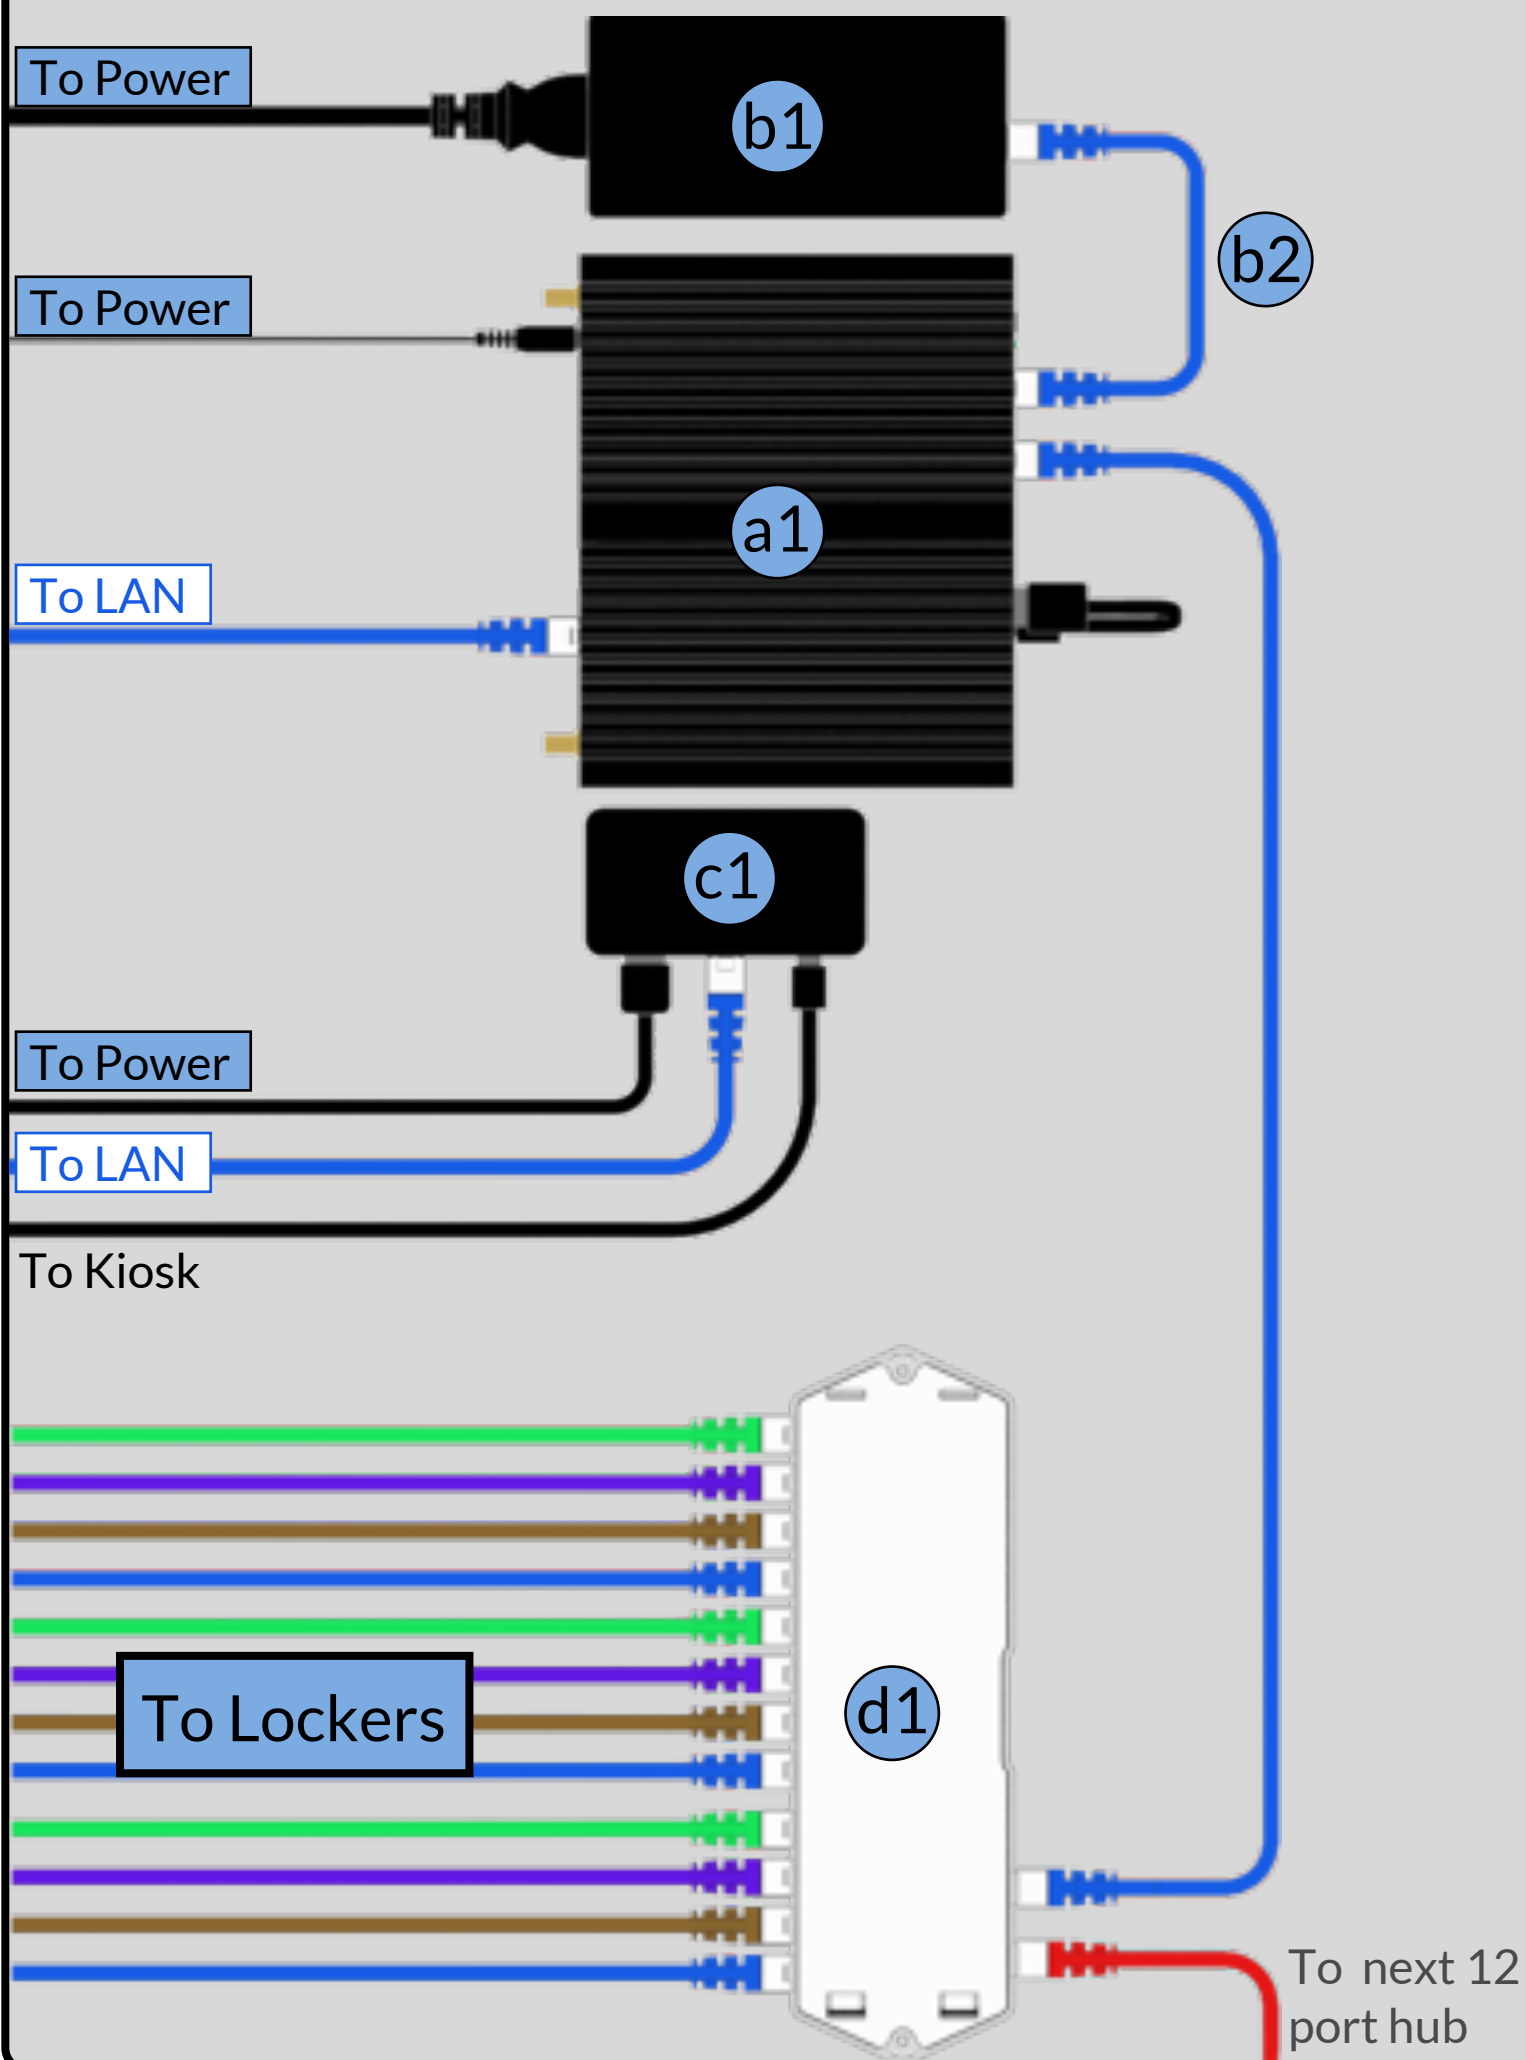 To Power
b1
b2
To Power
a1
To LAN
c1
To Power
To LAN
To Kiosk
To Lockers
d1
To next 12
port hub